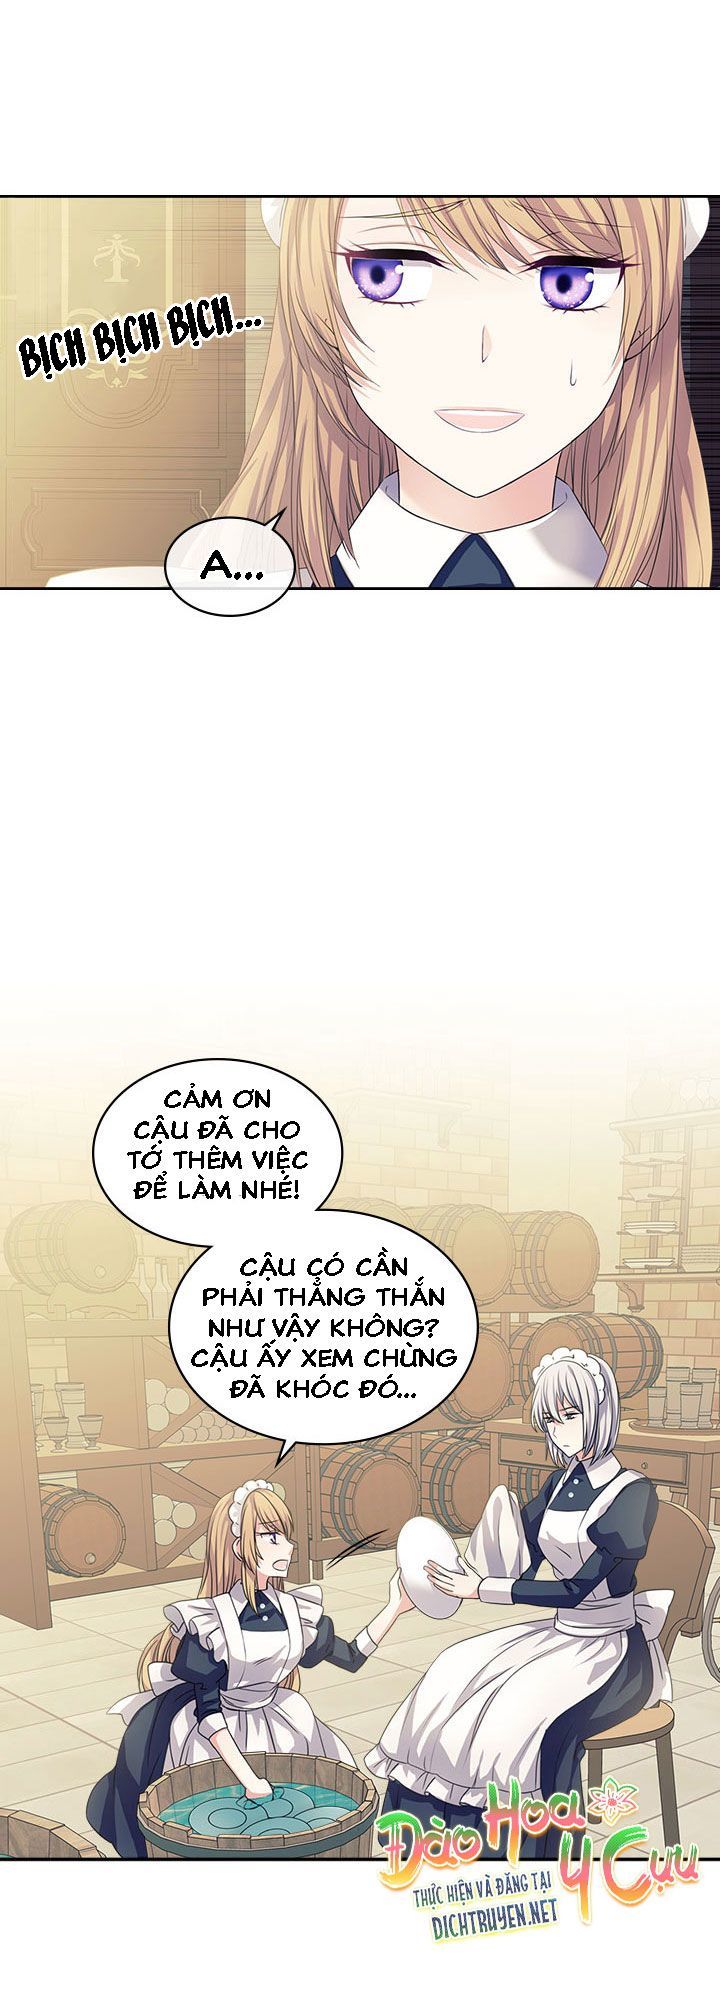 BỊCH BỊCH BỊCH...
A...
CẢM ƠN
CẬU ĐÃ CHO
TỚ THÊM VIỆC
ĐỂ LÀM NHÉ!
CẬU CÓ CẦN
PHẢI THẲNG THẮN
NHƯ VẬY KHÔNG?
CẬU ẤY XEM CHỪNG
ĐÃ KHÓC ĐÓ...
Đào Hoa
Y Cựu
THỰC HIỆN VÀ ĐĂNG TẠI
DICHTRUYEN.NET